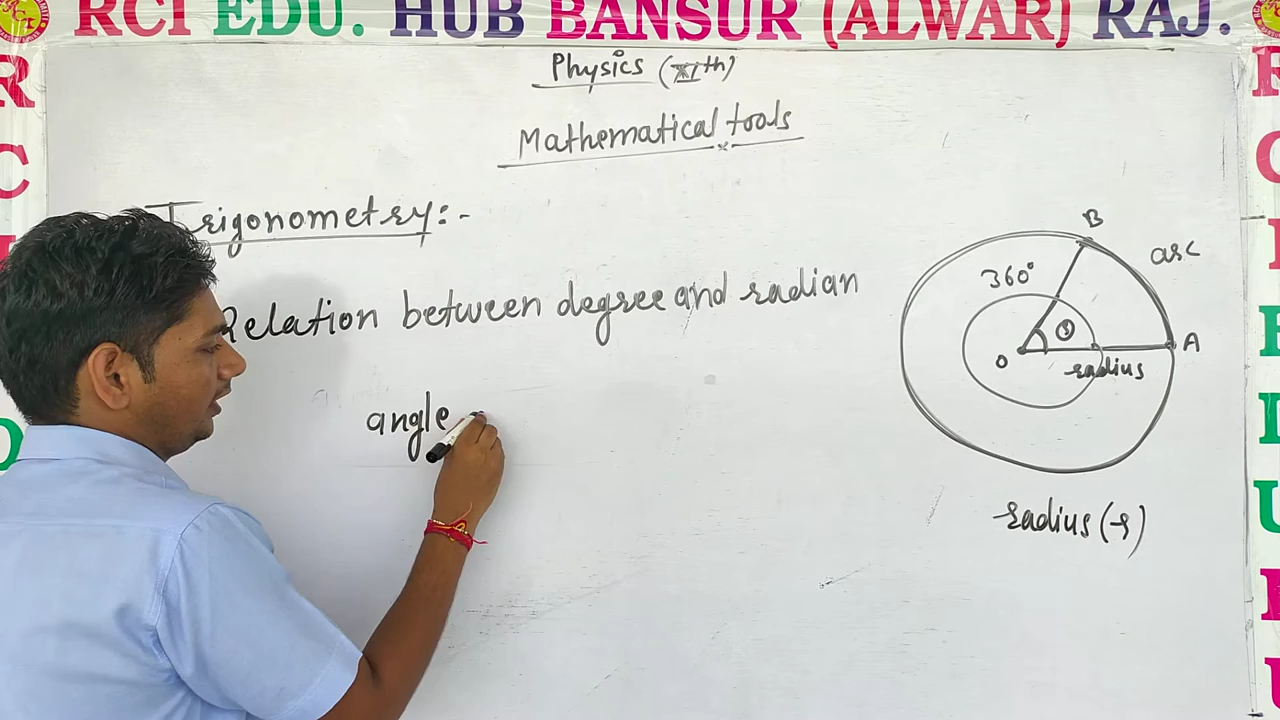 RCI EDU. HUB BANSUR (ALWAR) RAJ.
Physics (XIth)
Mathematical tools
Trigonometry:-
Relation between degree and radian
angle
B
arc
360°
O
A
radius
radius (r)
R
C
I
R
C
I
E
D
U